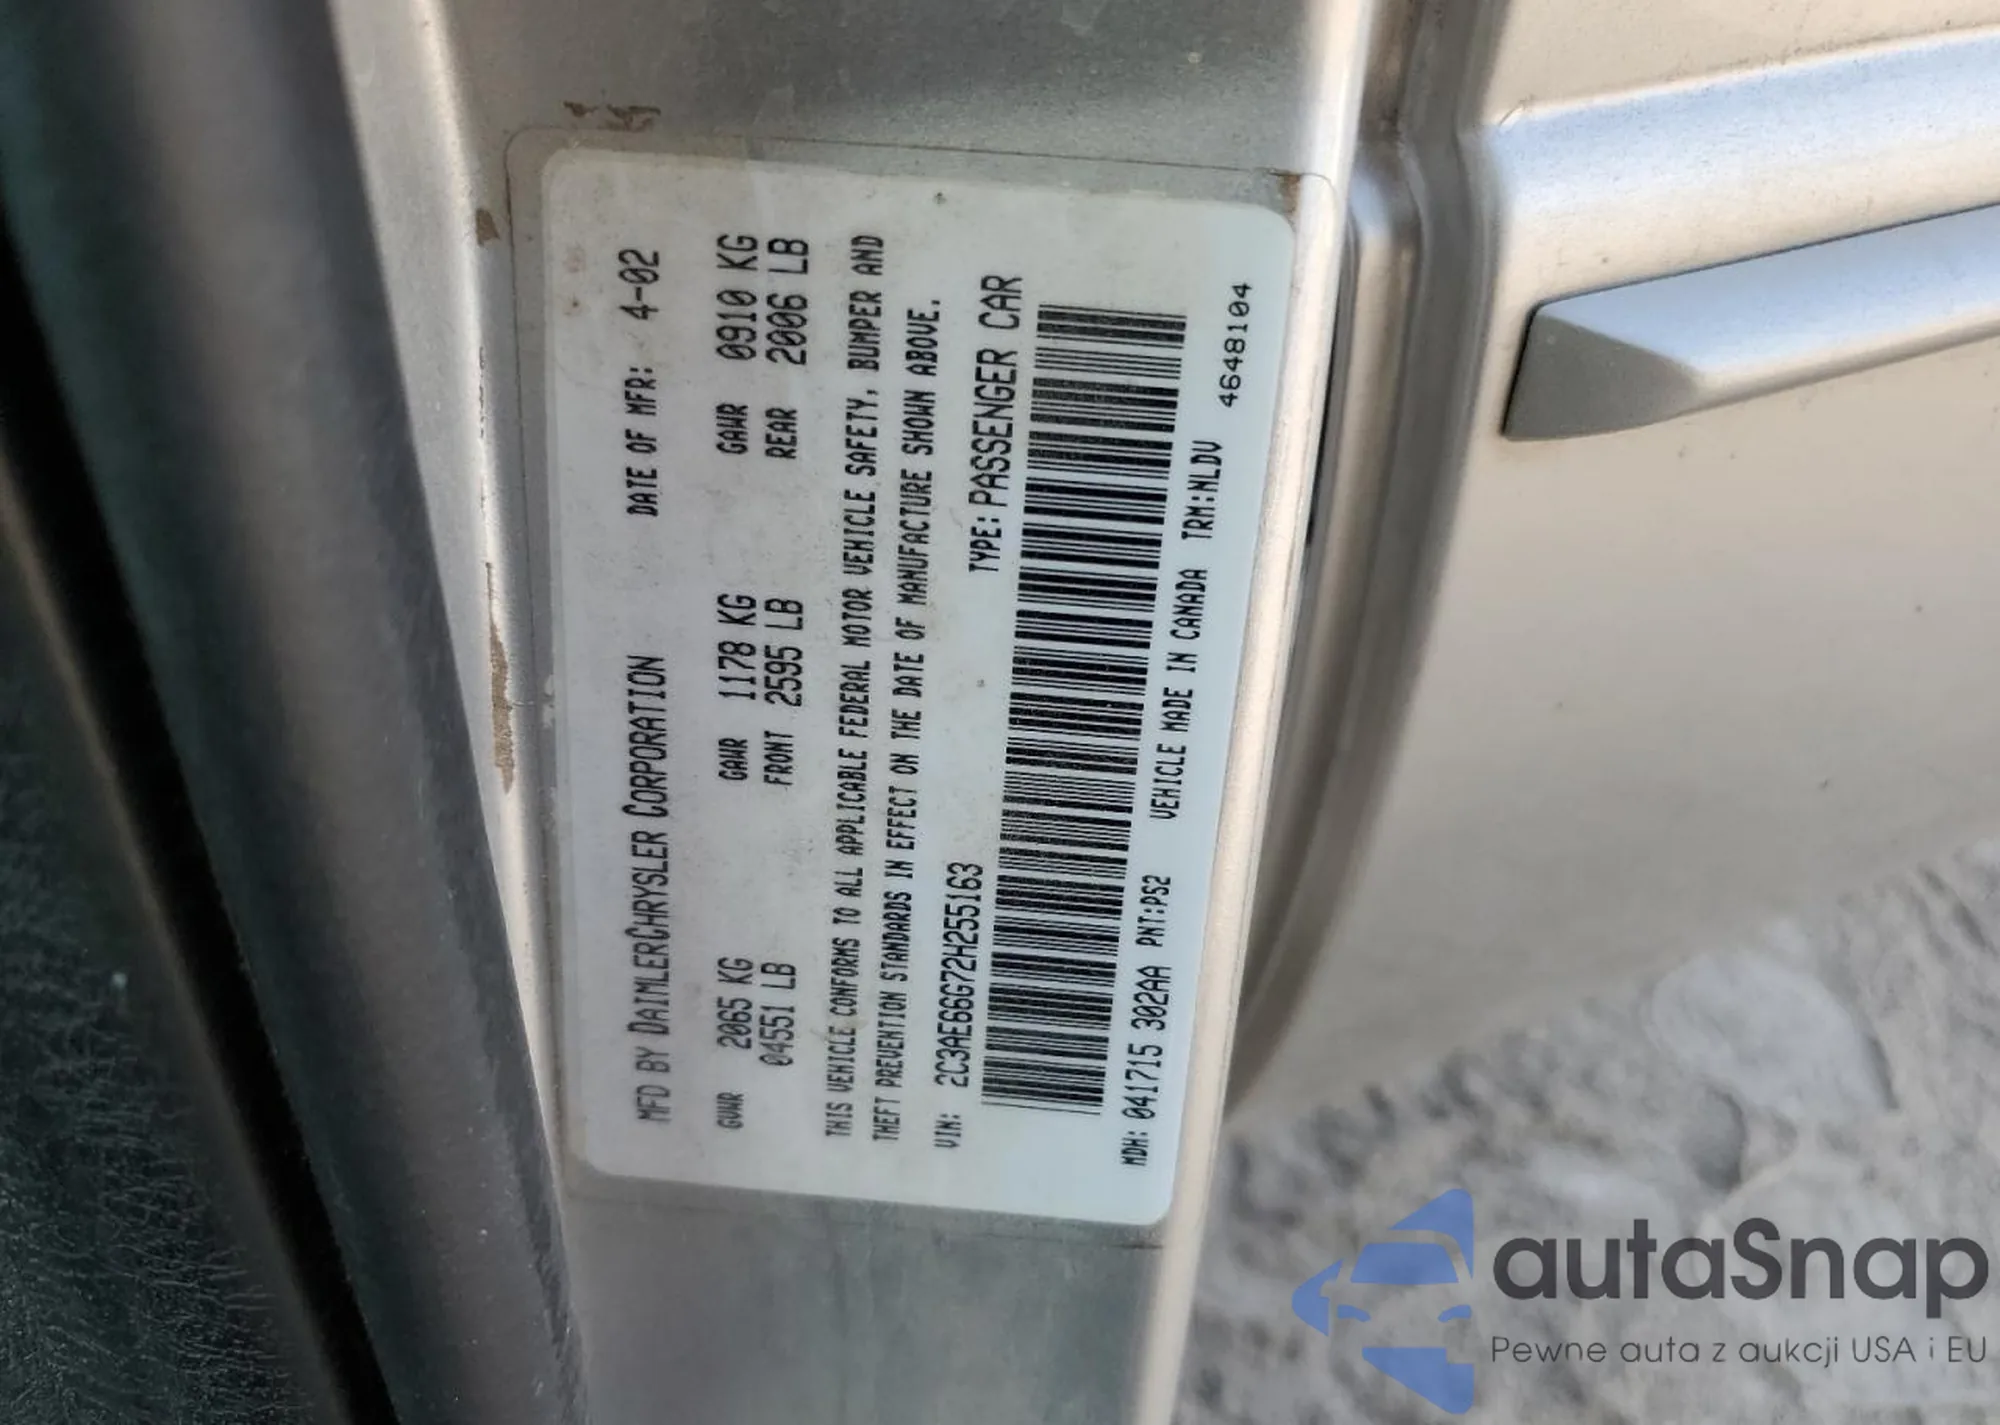 MFD BY DAIMLERCHRYSLER CORPORATION DATE OF MFR: 4-02
GVWR 2065 KG GAWR 1178 KG GAWR 0910 KG
04551 LB FRONT 2595 LB REAR 2006 LB
THIS VEHICLE CONFORMS TO ALL APPLICABLE FEDERAL MOTOR VEHICLE SAFETY, BUMPER AND
THEFT PREVENTION STANDARDS IN EFFECT ON THE DATE OF MANUFACTURE SHOWN ABOVE.
VIN: 2C3AE66G72H255163 TYPE: PASSENGER CAR
MDH: 041715 302AA PNT:PS2 VEHICLE MADE IN CANADA TRM:NLDV
4648104
autaSnap
Pewne auta z aukcji USA i EU